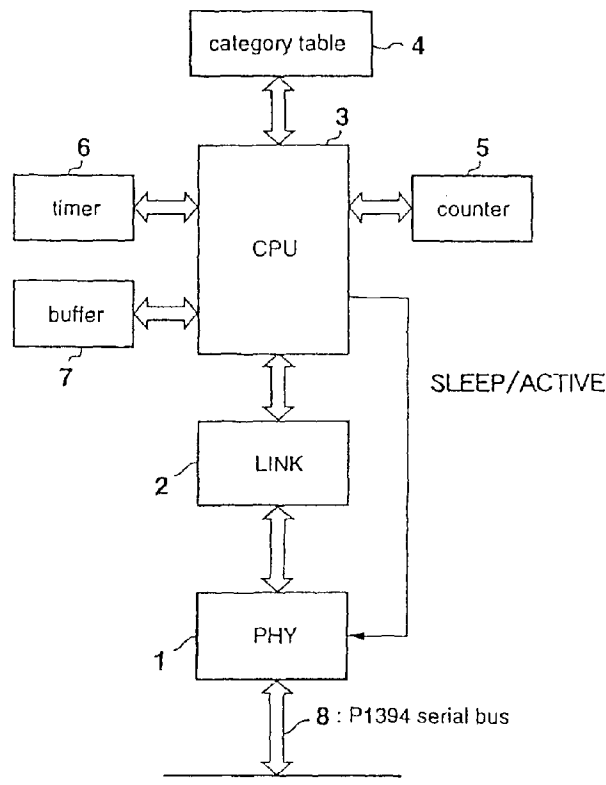 category table
4
3
6
5
timer
counter
CPU
buffer
7
SLEEP/ACTIVE
LINK
2
PHY
1
8 : P1394 serial bus